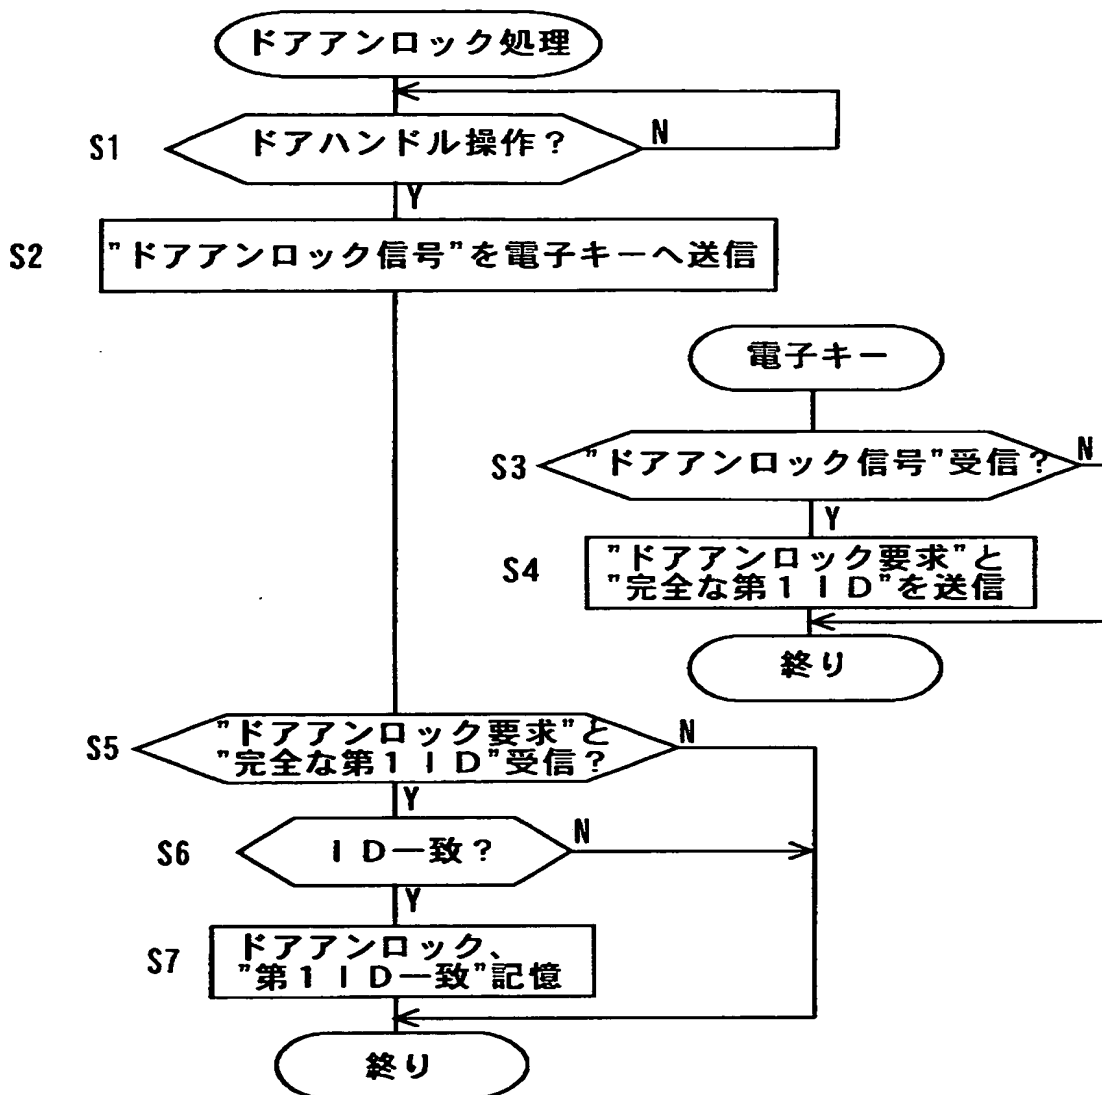 ドアアンロック処理
S1
ドアハンドル操作？
N
Y
S2
"ドアアンロック信号"を電子キーへ送信
電子キー
S3
"ドアアンロック信号"受信？
N
Y
S4
"ドアアンロック要求"と
"完全な第１ＩＤ"を送信
終り
S5
"ドアアンロック要求"と
"完全な第１ＩＤ"受信？
N
Y
S6
ＩＤ一致？
N
Y
S7
ドアアンロック、
"第１ＩＤ一致"記憶
終り